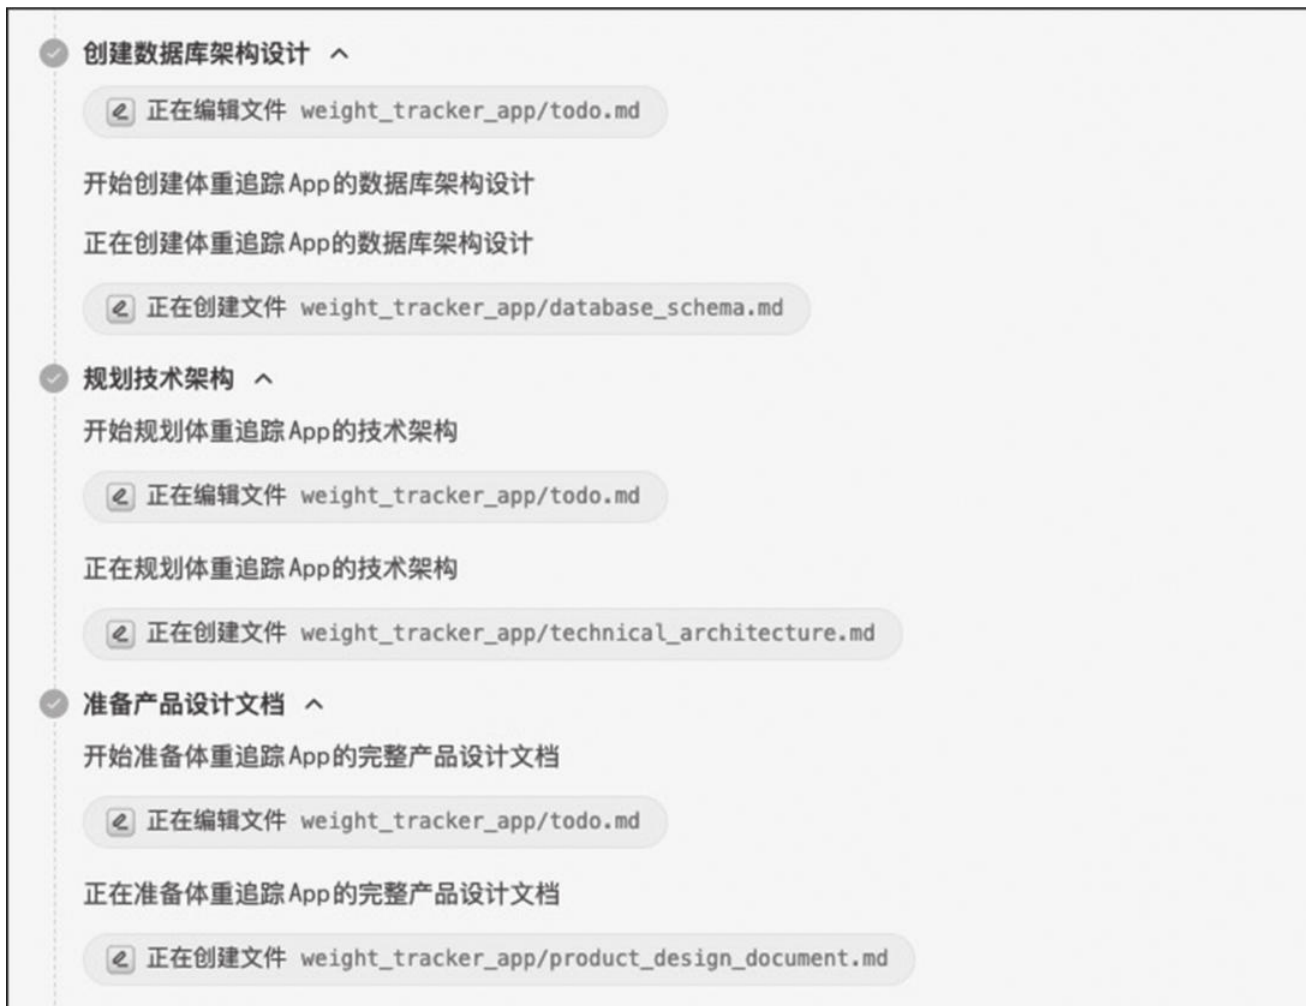 创建数据库架构设计
正在编辑文件 weight_tracker_app/todo.md
开始创建体重追踪App的数据库架构设计
正在创建体重追踪App的数据库架构设计
正在创建文件 weight_tracker_app/database_schema.md
规划技术架构
开始规划体重追踪App的技术架构
正在编辑文件 weight_tracker_app/todo.md
正在规划体重追踪App的技术架构
正在创建文件 weight_tracker_app/technical_architecture.md
准备产品设计文档
开始准备体重追踪App的完整产品设计文档
正在编辑文件 weight_tracker_app/todo.md
正在准备体重追踪App的完整产品设计文档
正在创建文件 weight_tracker_app/product_design_document.md